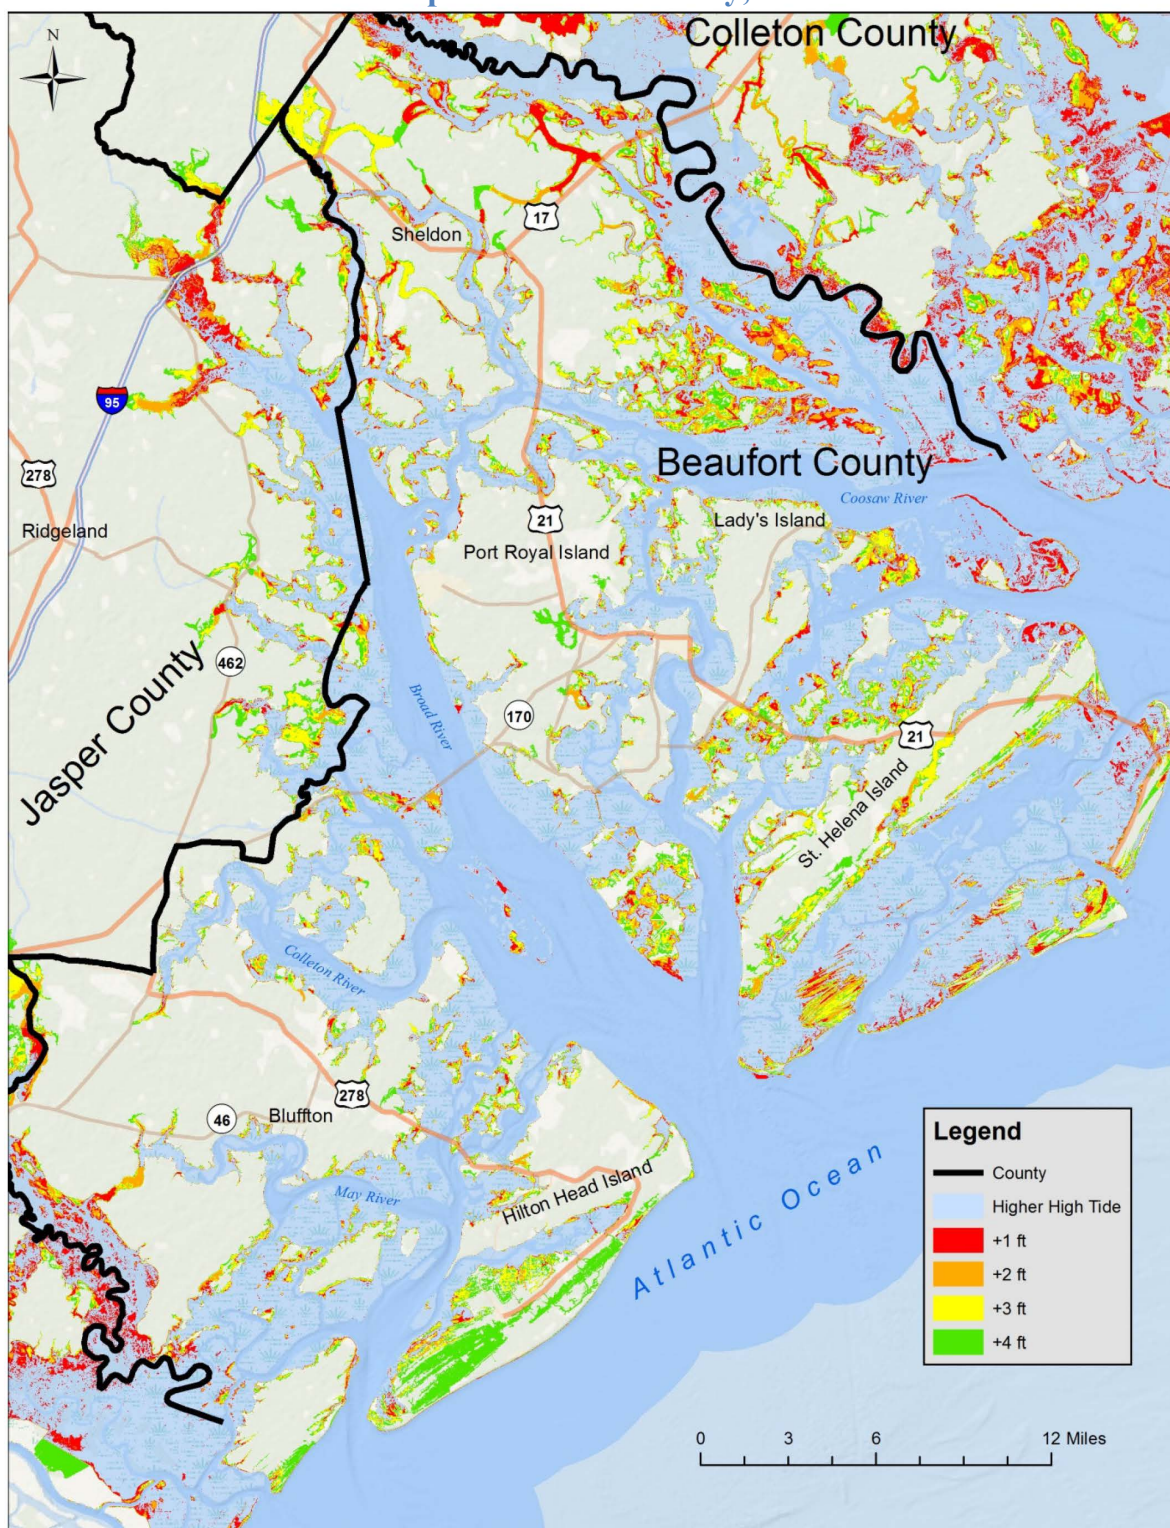 N
Colleton County
17
Sheldon
95
278
Beaufort County
Coosaw River
Ridgeland
21
Lady's Island
Port Royal Island
Jasper County
462
Broad River
170
21
St. Helena Island
Colleton River
278
46
Bluffton
May River
Hilton Head Island
Atlantic Ocean
Legend
County
Higher High Tide
+1 ft
+2 ft
+3 ft
+4 ft
0 3 6 12 Miles